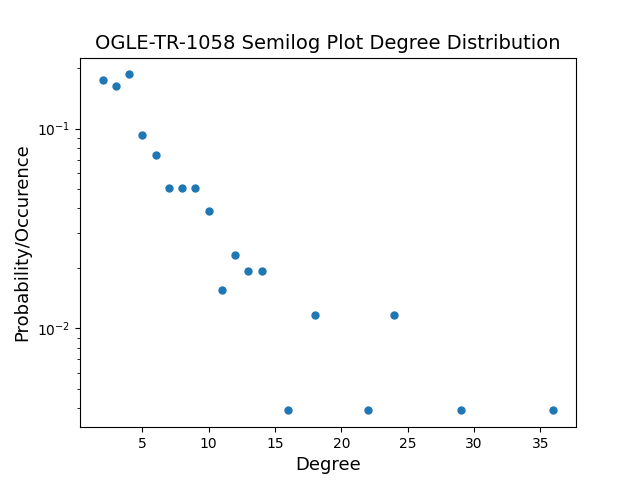 OGLE-TR-1058 Semilog Plot Degree Distribution
Probability/Occurence
10⁻¹
10⁻²
5 10 15 20 25 30 35
Degree